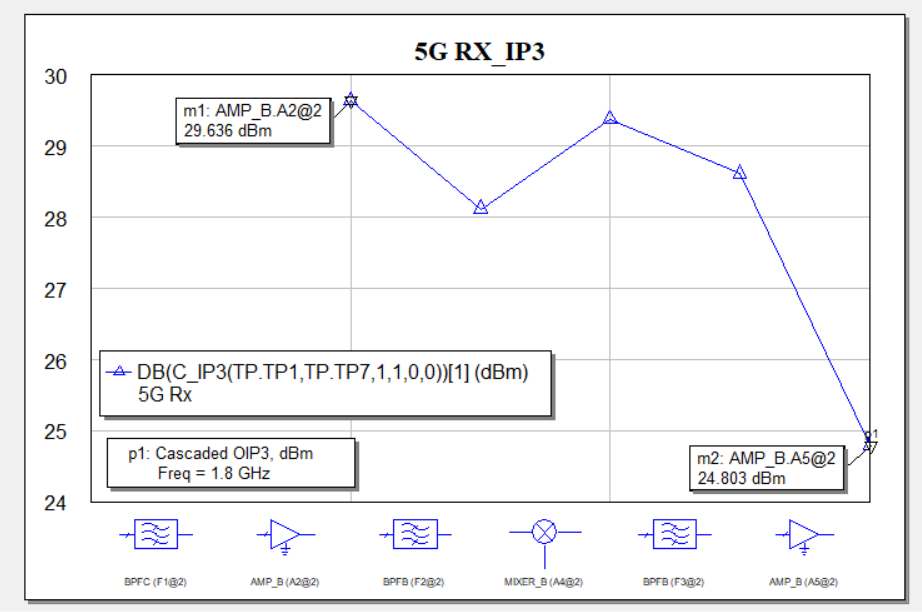 5G RX_IP3
30
29
28
27
26
25
24
m1: AMP_B.A2@2
29.636 dBm
DB(C_IP3(TP.TP1,TP.TP7,1,1,0,0))[1] (dBm)
5G Rx
p1: Cascaded OIP3, dBm
Freq = 1.8 GHz
p1
m2: AMP_B.A5@2
24.803 dBm
BPFC (F1@2)
AMP_B (A2@2)
BPFB (F2@2)
MIXER_B (A4@2)
BPFB (F3@2)
AMP_B (A5@2)